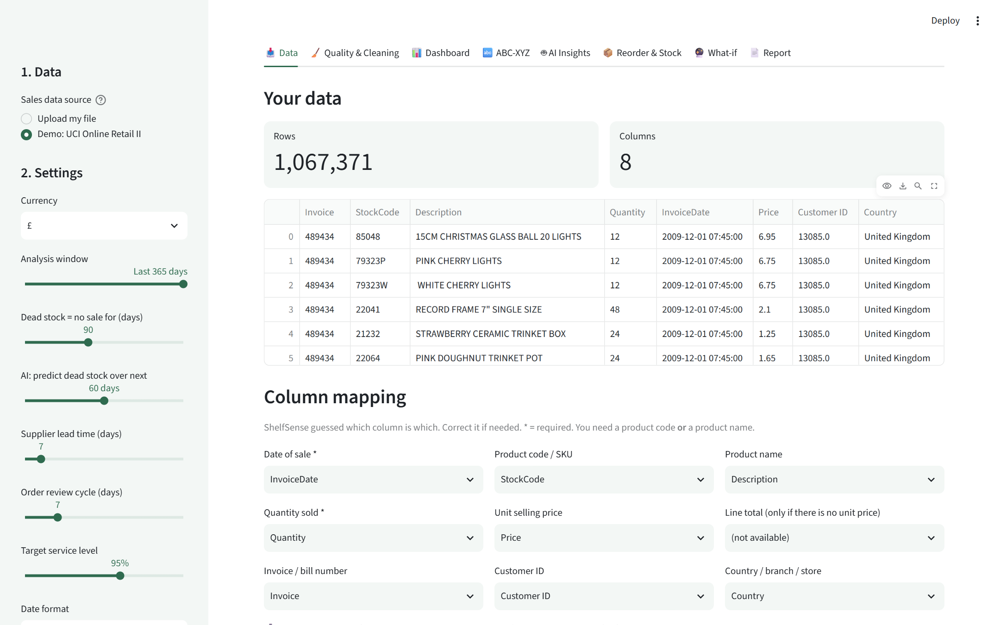 Deploy
1. Data
Sales data source
Upload my file
Demo: UCI Online Retail II
2. Settings
Currency
£
Analysis window
Last 365 days
Dead stock = no sale for (days)
90
AI: predict dead stock over next
60 days
Supplier lead time (days)
7
Order review cycle (days)
7
Target service level
95%
Date format
Data Quality & Cleaning Dashboard ABC-XYZ AI Insights Reorder & Stock What-if Report
Your data
Rows Columns
1,067,371 8
Invoice StockCode Description Quantity InvoiceDate Price Customer ID Country
0 489434 85048 15CM CHRISTMAS GLASS BALL 20 LIGHTS 12 2009-12-01 07:45:00 6.95 13085.0 United Kingdom
1 489434 79323P PINK CHERRY LIGHTS 12 2009-12-01 07:45:00 6.75 13085.0 United Kingdom
2 489434 79323W WHITE CHERRY LIGHTS 12 2009-12-01 07:45:00 6.75 13085.0 United Kingdom
3 489434 22041 RECORD FRAME 7" SINGLE SIZE 48 2009-12-01 07:45:00 2.1 13085.0 United Kingdom
4 489434 21232 STRAWBERRY CERAMIC TRINKET BOX 24 2009-12-01 07:45:00 1.25 13085.0 United Kingdom
5 489434 22064 PINK DOUGHNUT TRINKET POT 24 2009-12-01 07:45:00 1.65 13085.0 United Kingdom
Column mapping
ShelfSense guessed which column is which. Correct it if needed. * = required. You need a product code or a product name.
Date of sale * Product code / SKU Product name
InvoiceDate StockCode Description
Quantity sold * Unit selling price Line total (only if there is no unit price)
Quantity Price (not available)
Invoice / bill number Customer ID Country / branch / store
Invoice Customer ID Country